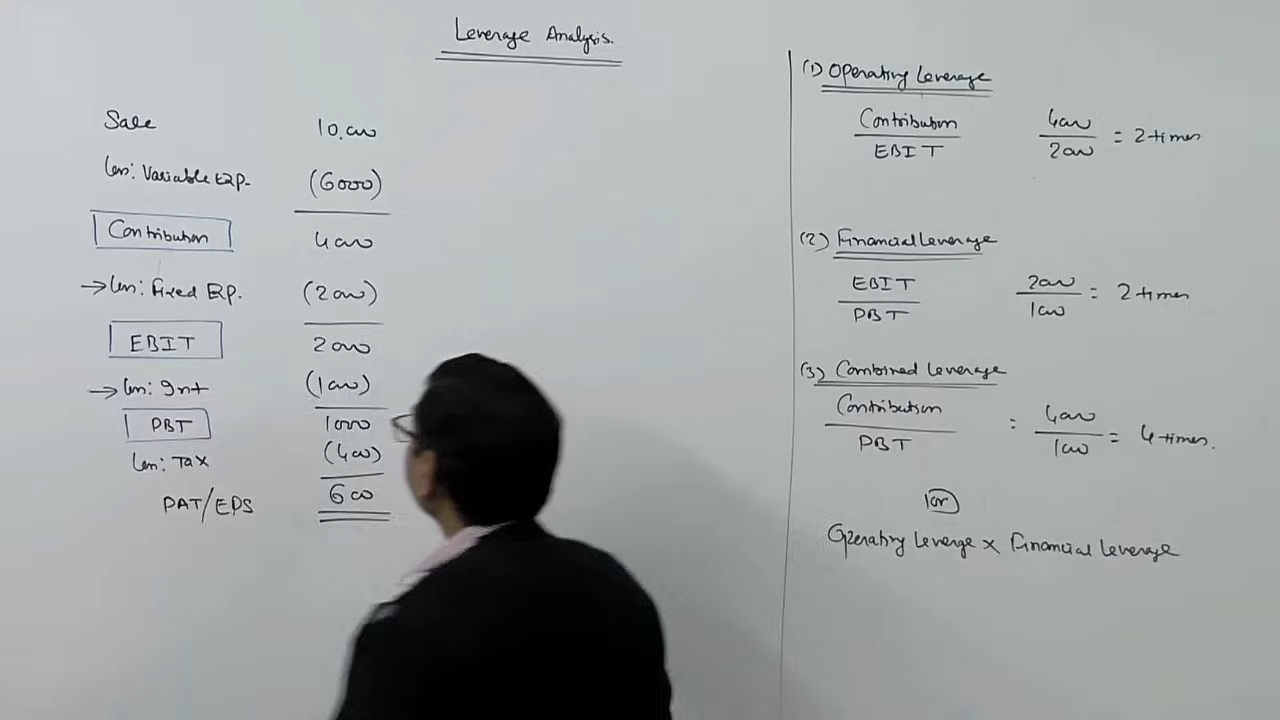 Leverage Analysis.
Sale 10,000
Less: Variable Exp. (6000)
Contribution 4000
→ Less: Fixed Exp. (2000)
EBIT 2000
→ Less: Int (1000)
PBT 1000
Less: Tax (400)
PAT/EPS 600
(1) Operating Leverage
Contribution / EBIT 4000 / 2000 = 2 times
(2) Financial Leverage
EBIT / PBT 2000 / 1000 = 2 times
(3) Combined Leverage
Contribution / PBT = 4000 / 1000 = 4 times.
or
Operating Leverge × Financial Leverage